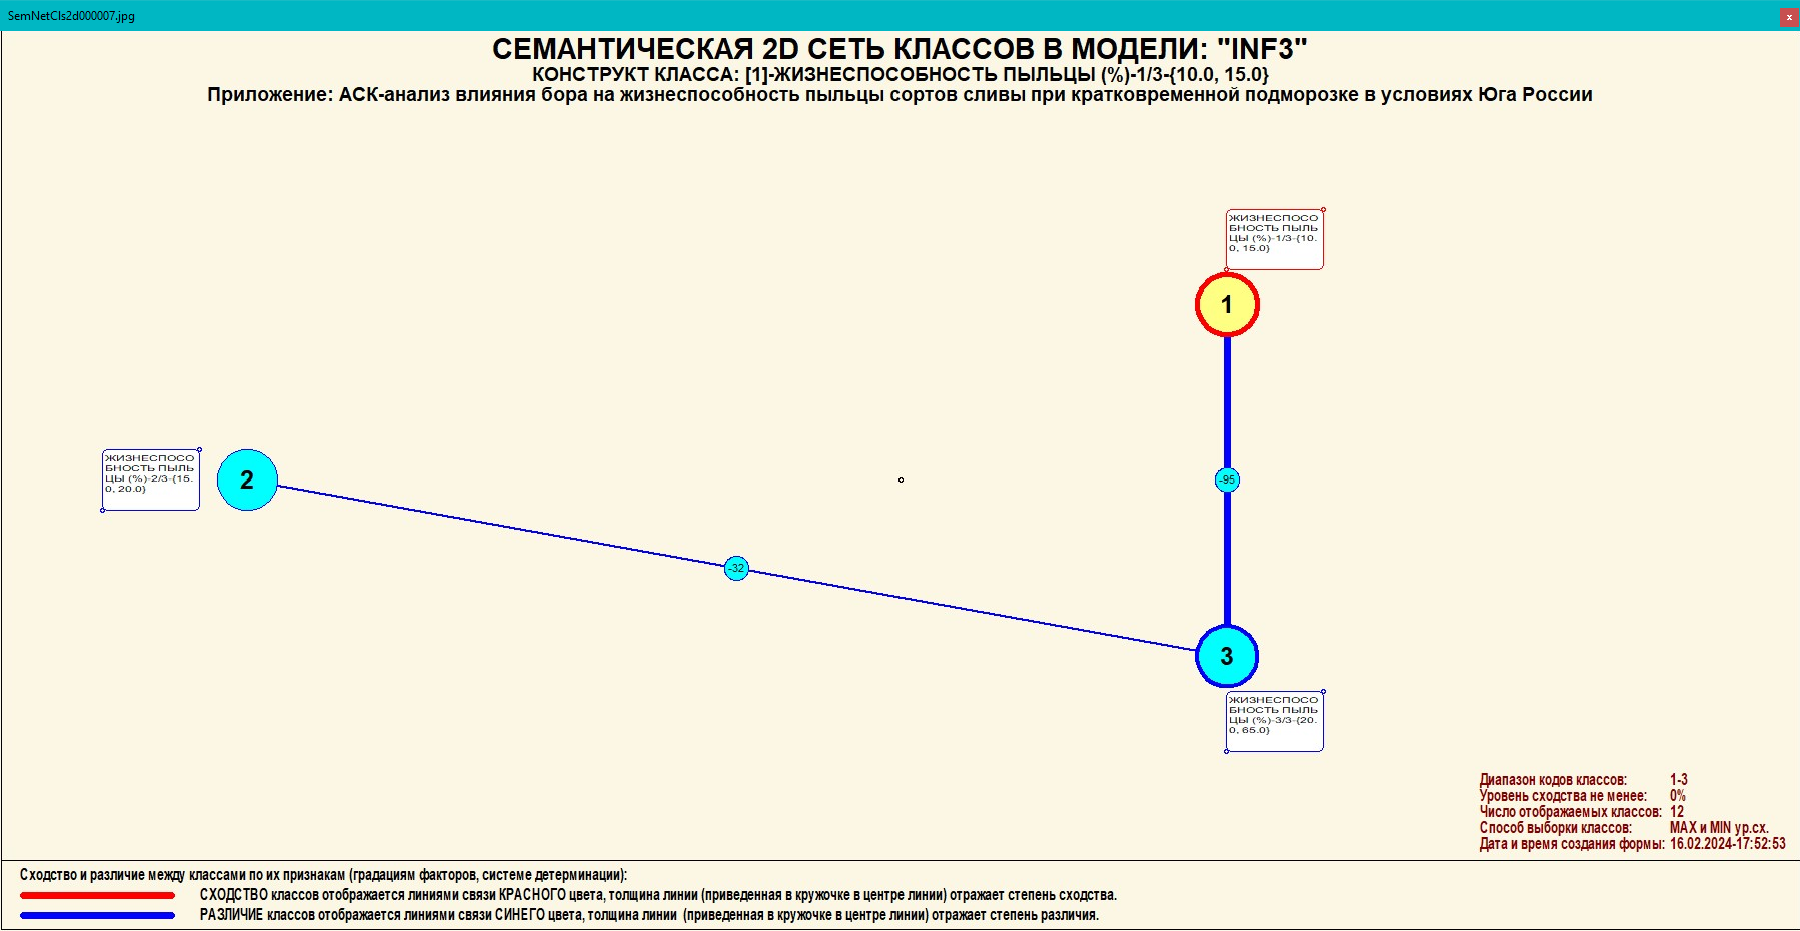 SemNetCls2d000007.jpg
x
СЕМАНТИЧЕСКАЯ 2D СЕТЬ КЛАССОВ В МОДЕЛИ: "INF3"
КОНСТРУКТ КЛАССА: [1]-ЖИЗНЕСПОСОБНОСТЬ ПЫЛЬЦЫ (%)-1/3-{10.0, 15.0}
Приложение: АСК-анализ влияния бора на жизнеспособность пыльцы сортов сливы при кратковременной подморозке в условиях Юга России
ЖИЗНЕСПОСО
БНОСТЬ ПЫЛЬ
ЦЫ (%)-1/3-{10.
0, 15.0}
1
ЖИЗНЕСПОСО
БНОСТЬ ПЫЛЬ
ЦЫ (%)-2/3-{15.
0, 20.0}
2
-95
-32
3
ЖИЗНЕСПОСО
БНОСТЬ ПЫЛЬ
ЦЫ (%)-3/3-{20.
0, 65.0}
Диапазон кодов классов: 1-3
Уровень сходства не менее: 0%
Число отображаемых классов: 12
Способ выборки классов: MAX и MIN ур.сх.
Дата и время создания формы: 16.02.2024-17:52:53
Сходство и различие между классами по их признакам (градациям факторов, системе детерминации):
СХОДСТВО классов отображается линиями связи КРАСНОГО цвета, толщина линии (приведенная в кружочке в центре линии) отражает степень сходства.
РАЗЛИЧИЕ классов отображается линиями связи СИНЕГО цвета, толщина линии (приведенная в кружочке в центре линии) отражает степень различия.